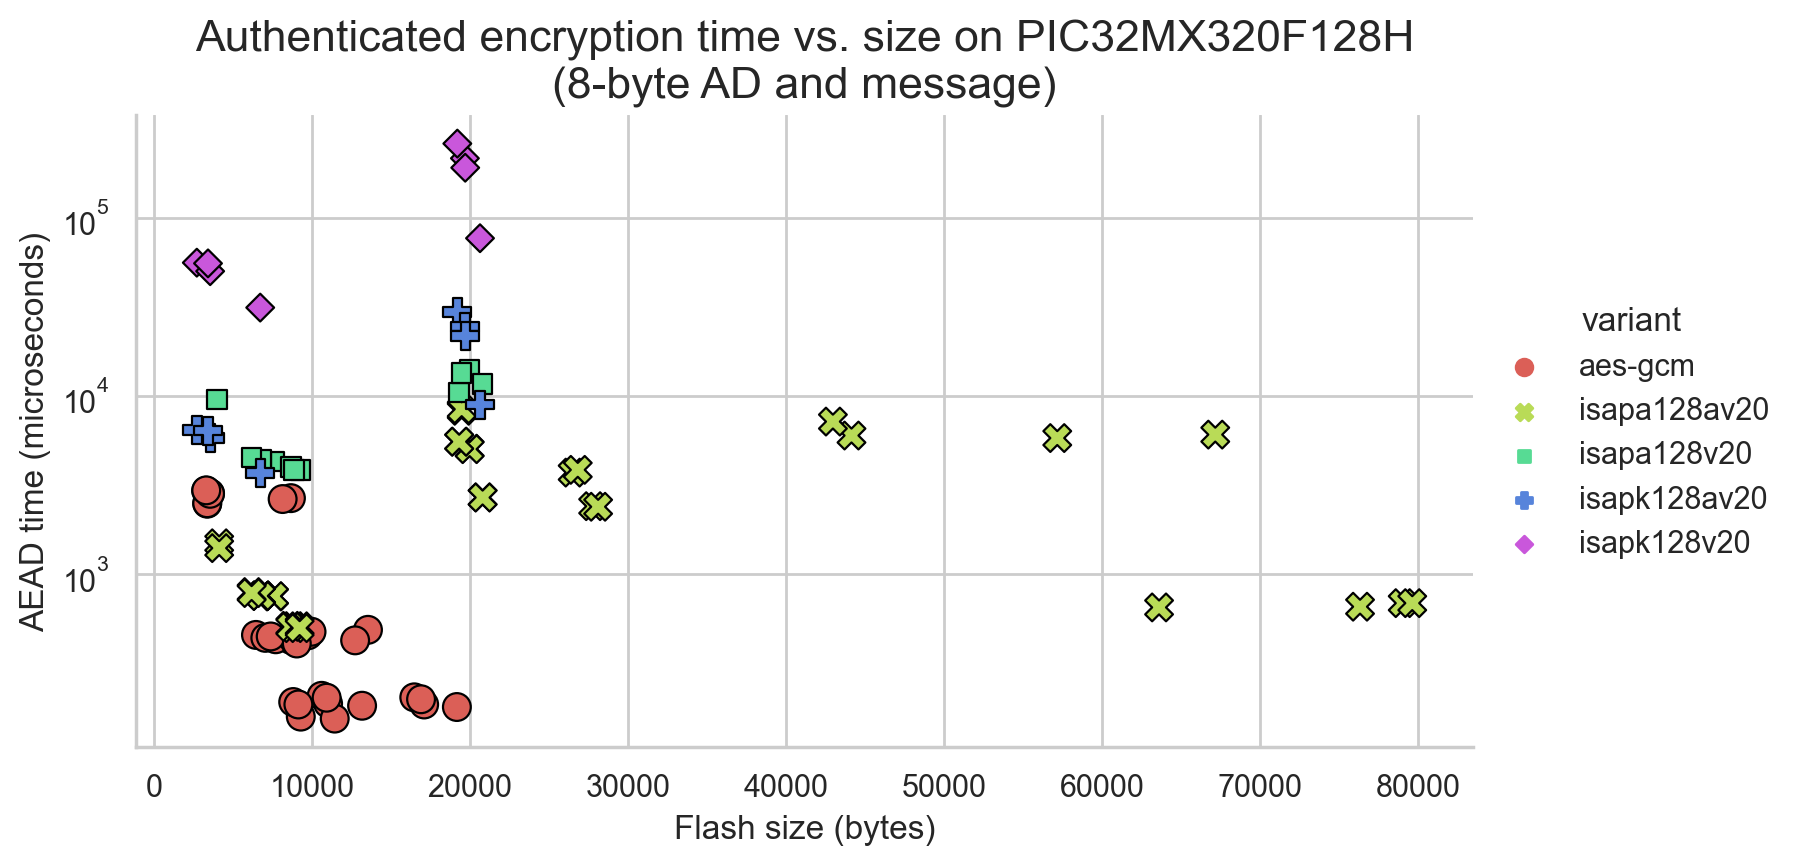 Authenticated encryption time vs. size on PIC32MX320F128H
(8-byte AD and message)
AEAD time (microseconds)
10^5
10^4
10^3
0 10000 20000 30000 40000 50000 60000 70000 80000
Flash size (bytes)
variant
aes-gcm
isapa128av20
isapa128v20
isapk128av20
isapk128v20